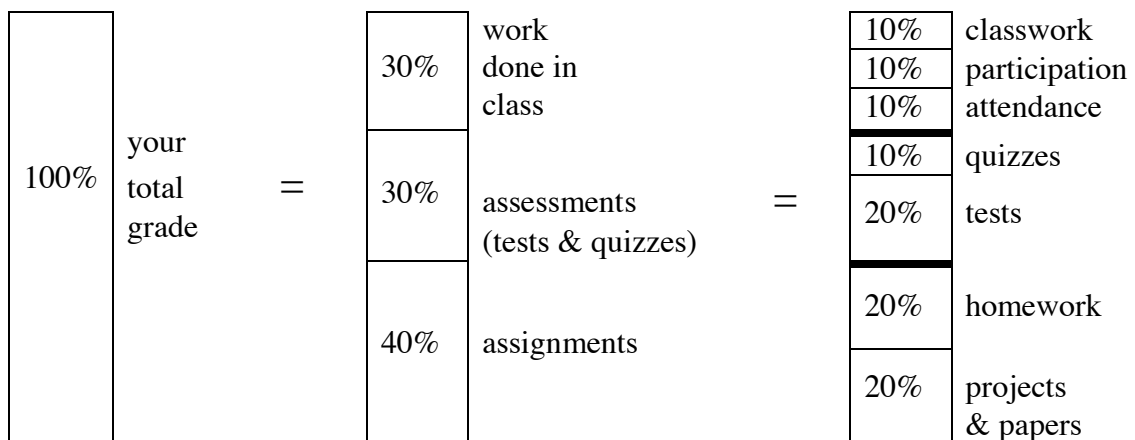 100%
your
total
grade
=
30%
work
done in
class
30%
assessments
(tests & quizzes)
40%
assignments
=
10% classwork
10% participation
10% attendance
10% quizzes
20% tests
20% homework
20% projects
& papers